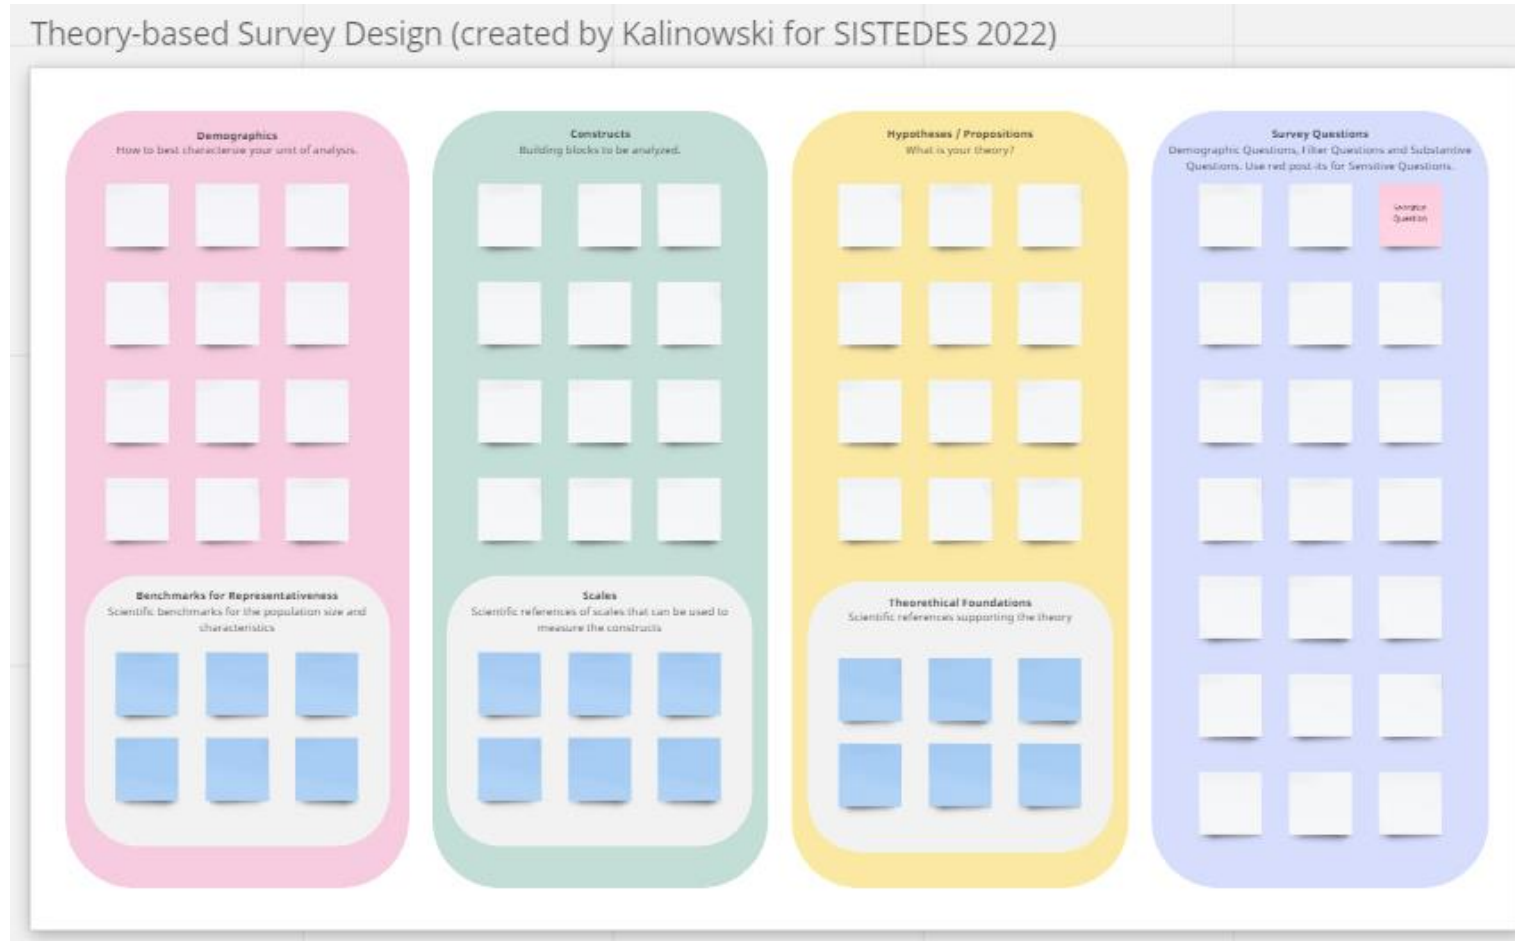 Theory-based Survey Design (created by Kalinowski for SISTEDES 2022)
Demographics
How to best characterize your unit of analysis.
Benchmarks for Representativeness
Scientific benchmarks for the population size and
characteristics
Constructs
Building blocks to be analyzed.
Scales
Scientific references of scales that can be used to
measure the constructs
Hypotheses / Propositions
What is your theory?
Theorethical Foundations
Scientific references supporting the theory
Survey Questions
Demographic Questions, Filter Questions and Substantive
Questions. Use red post-its for Sensitive Questions.
Sensitive
Question